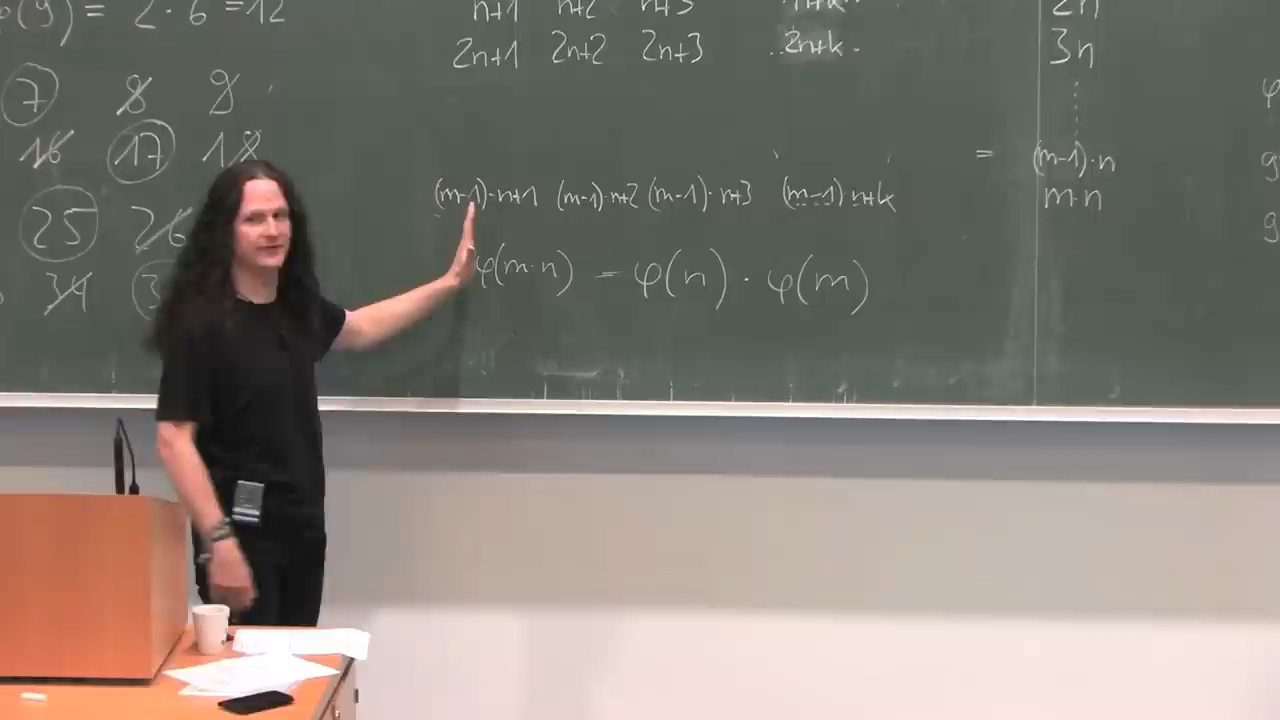 φ(9) = 2 · 6 = 12
7 8 9
16 17 18
25 26
34
n+1 n+2 n+3 n+k 2n
2n+1 2n+2 2n+3 .. 2n+k .. 3n
= (m-1)·n
(m-1)·n+1 (m-1)·n+2 (m-1)·n+3 (m-1)·n+k m·n
φ(m·n) = φ(n) · φ(m)